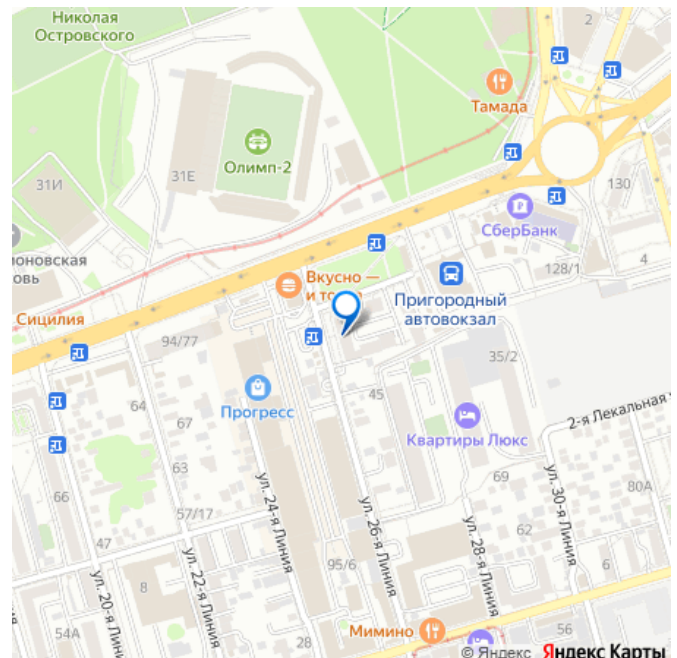 Николая
Островского
2
Тамада
Олимп-2
31Е
31И
130
СберБанк
Вкусно —
и то
128/1
4
Пригородный
автовокзал
ионовская
овь
Сицилия
94/77
35/2
45
64
Прогресс
67
Квартиры Люкс
2-я Лекальная
63
66
69
80А
57/17
62
47
ул. 20-я Линия
ул. 22-я Линия
ул. 24-я Линия
ул. 26-я Линия
ул. 28-я Линия
ул. 30-я Линия
95/6
6
8
54А
28
Мимино
56
© Яндекс Яндекс Карты